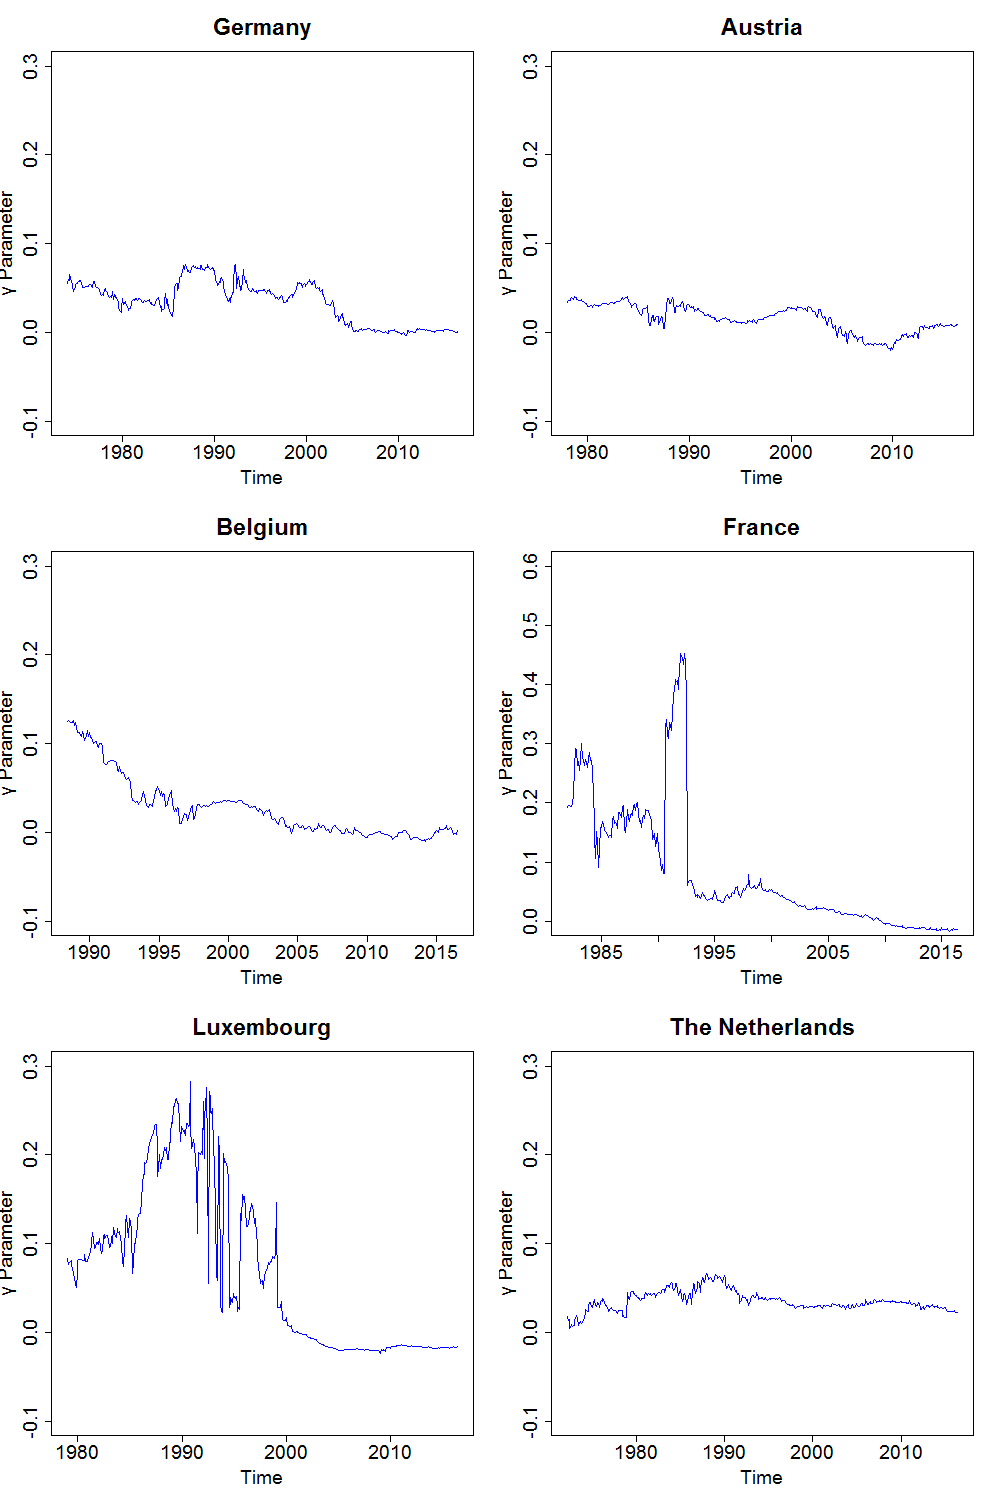 Germany
γ Parameter
0.3
0.2
0.1
0.0
-0.1
1980 1990 2000 2010
Time
Austria
γ Parameter
0.3
0.2
0.1
0.0
-0.1
1980 1990 2000 2010
Time
Belgium
γ Parameter
0.3
0.2
0.1
0.0
-0.1
1990 1995 2000 2005 2010 2015
Time
France
γ Parameter
0.6
0.5
0.4
0.3
0.2
0.1
0.0
1985 1995 2005 2015
Time
Luxembourg
γ Parameter
0.3
0.2
0.1
0.0
-0.1
1980 1990 2000 2010
Time
The Netherlands
γ Parameter
0.3
0.2
0.1
0.0
-0.1
1980 1990 2000 2010
Time